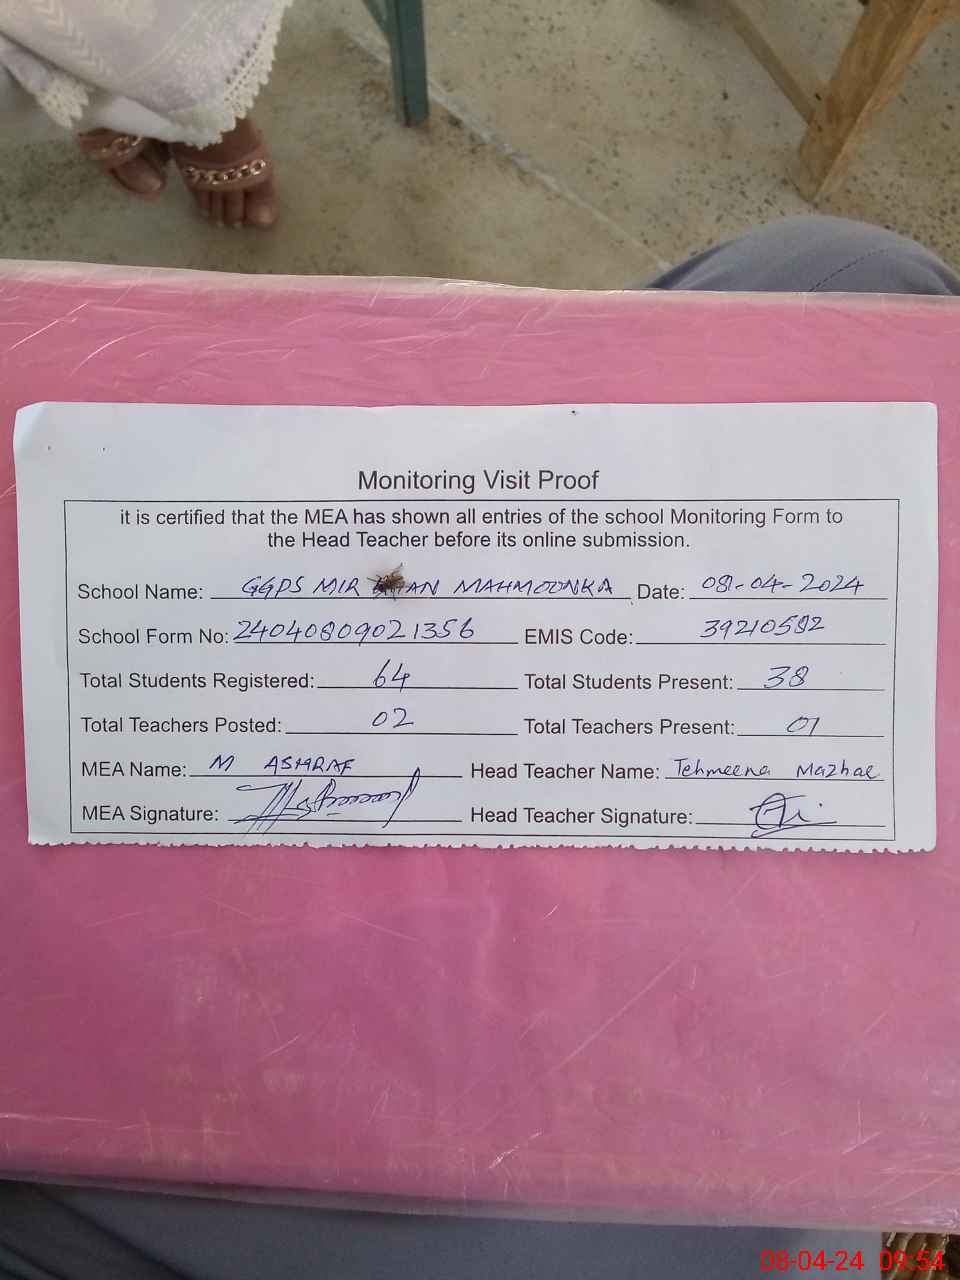 Monitoring Visit Proof
it is certified that the MEA has shown all entries of the school Monitoring Form to
the Head Teacher before its online submission.
School Name: GGPS MIR MAHMOONKA Date: 08-04-2024
School Form No: 24040809021356 EMIS Code: 39210582
Total Students Registered: 64 Total Students Present: 38
Total Teachers Posted: 02 Total Teachers Present: 01
MEA Name: M ASHRAF Head Teacher Name: Tehmeena Mazhar
MEA Signature: Head Teacher Signature:
08-04-24 09:54